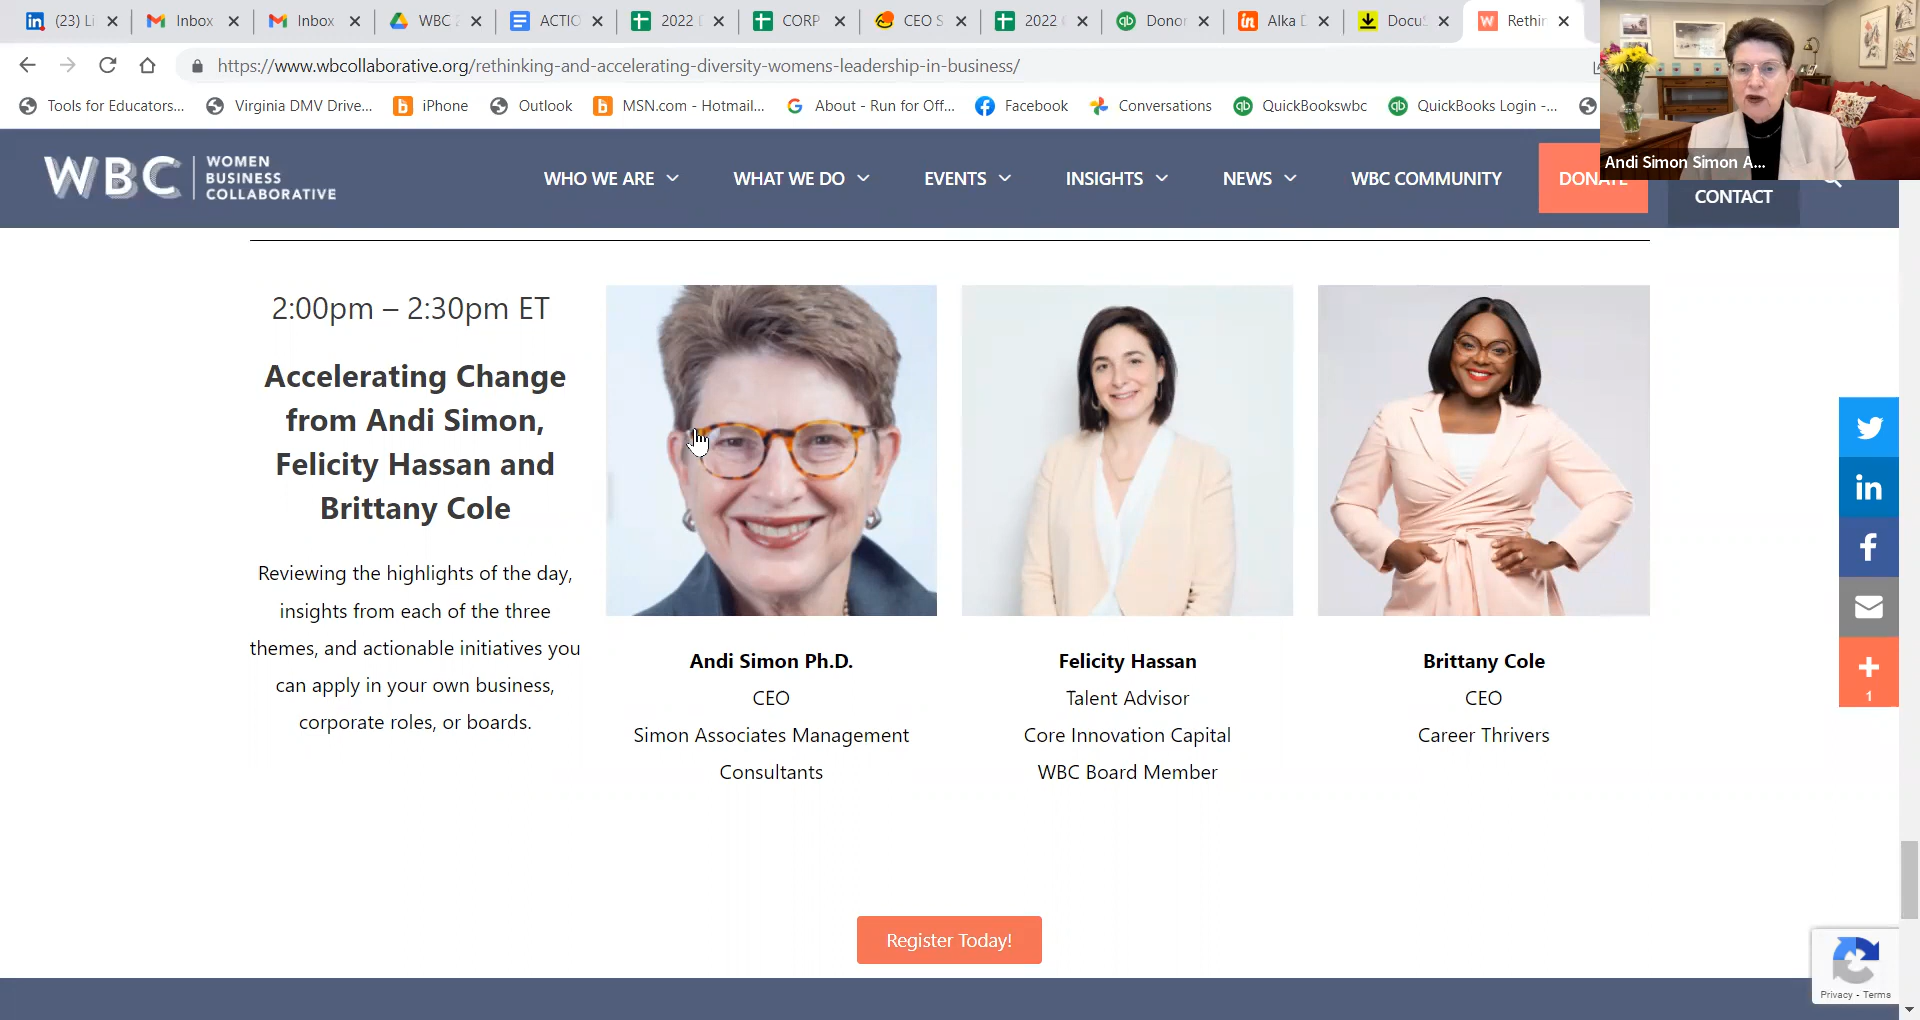 (23) Li
Inbox
Inbox
WBC 2
ACTIO
2022
CORP
CEO S
2022
Donor
Alka D
DocuS
Rethin
https://www.wbcollaborative.org/rethinking-and-accelerating-diversity-womens-leadership-in-business/
Tools for Educators...
Virginia DMV Drive...
iPhone
Outlook
MSN.com - Hotmail...
About - Run for Off...
Facebook
Conversations
QuickBookswbc
QuickBooks Login -...
Andi Simon Simon A...
WBC
WOMEN
BUSINESS
COLLABORATIVE
WHO WE ARE
WHAT WE DO
EVENTS
INSIGHTS
NEWS
WBC COMMUNITY
DONATE
CONTACT
2:00pm – 2:30pm ET
Accelerating Change
from Andi Simon,
Felicity Hassan and
Brittany Cole
Reviewing the highlights of the day,
insights from each of the three
themes, and actionable initiatives you
can apply in your own business,
corporate roles, or boards.
Andi Simon Ph.D.
CEO
Simon Associates Management
Consultants
Felicity Hassan
Talent Advisor
Core Innovation Capital
WBC Board Member
Brittany Cole
CEO
Career Thrivers
1
Register Today!
Privacy - Terms